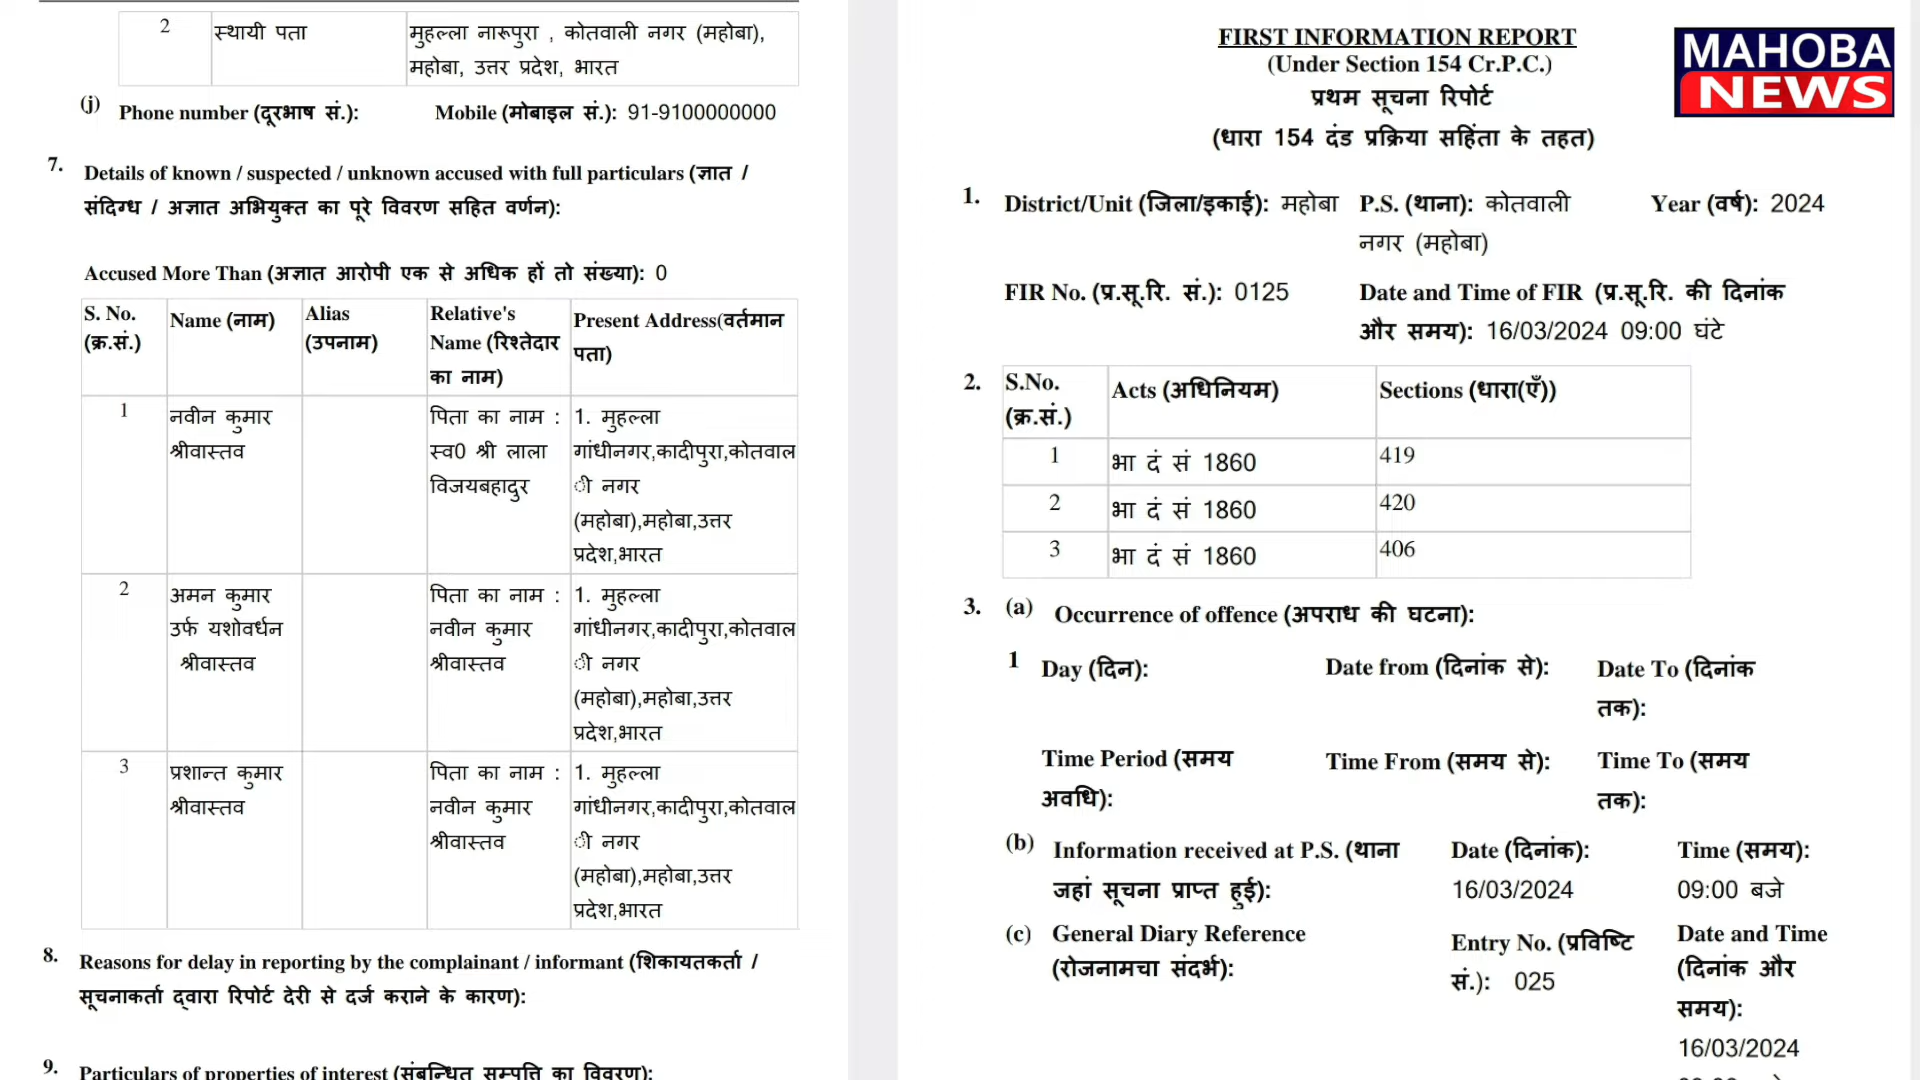 2 स्थायी पता मुहल्ला नारूपुरा , कोतवाली नगर (महोबा),
महोबा, उत्तर प्रदेश, भारत
(j) Phone number (दूरभाष सं.): Mobile (मोबाइल सं.): 91-9100000000
7. Details of known / suspected / unknown accused with full particulars (ज्ञात /
संदिग्ध / अज्ञात अभियुक्त का पूरे विवरण सहित वर्णन):
Accused More Than (अज्ञात आरोपी एक से अधिक हों तो संख्या): 0
S. No. Name (नाम) Alias Relative's Present Address(वर्तमान
(क्र.सं.) (उपनाम) Name (रिश्तेदार पता)
का नाम)
1 नवीन कुमार पिता का नाम : 1. मुहल्ला
श्रीवास्तव स्व0 श्री लाला गांधीनगर,कादीपुरा,कोतवाल
विजयबहादुर ी नगर
(महोबा),महोबा,उत्तर
प्रदेश,भारत
2 अमन कुमार पिता का नाम : 1. मुहल्ला
उर्फ यशोवर्धन नवीन कुमार गांधीनगर,कादीपुरा,कोतवाल
श्रीवास्तव श्रीवास्तव ी नगर
(महोबा),महोबा,उत्तर
प्रदेश,भारत
3 प्रशान्त कुमार पिता का नाम : 1. मुहल्ला
श्रीवास्तव नवीन कुमार गांधीनगर,कादीपुरा,कोतवाल
श्रीवास्तव ी नगर
(महोबा),महोबा,उत्तर
प्रदेश,भारत
8. Reasons for delay in reporting by the complainant / informant (शिकायतकर्ता /
सूचनाकर्ता द्वारा रिपोर्ट देरी से दर्ज कराने के कारण):
9. Particulars of properties of interest (संबन्धित सम्पत्ति का विवरण):
FIRST INFORMATION REPORT
(Under Section 154 Cr.P.C.)
प्रथम सूचना रिपोर्ट
(धारा 154 दंड प्रक्रिया संहिता के तहत)
MAHOBA
NEWS
1. District/Unit (जिला/इकाई): महोबा P.S. (थाना): कोतवाली Year (वर्ष): 2024
नगर (महोबा)
FIR No. (प्र.सू.रि. सं.): 0125 Date and Time of FIR (प्र.सू.रि. की दिनांक
और समय): 16/03/2024 09:00 घंटे
2. S.No. Acts (अधिनियम) Sections (धारा(एँ))
(क्र.सं.)
1 भा दं सं 1860 419
2 भा दं सं 1860 420
3 भा दं सं 1860 406
3. (a) Occurrence of offence (अपराध की घटना):
1 Day (दिन): Date from (दिनांक से): Date To (दिनांक
तक):
Time Period (समय Time From (समय से): Time To (समय
अवधि): तक):
(b) Information received at P.S. (थाना Date (दिनांक): Time (समय):
जहां सूचना प्राप्त हुई): 16/03/2024 09:00 बजे
(c) General Diary Reference Entry No. (प्रविष्टि Date and Time
(रोजनामचा संदर्भ): सं.): 025 (दिनांक और
समय):
16/03/2024